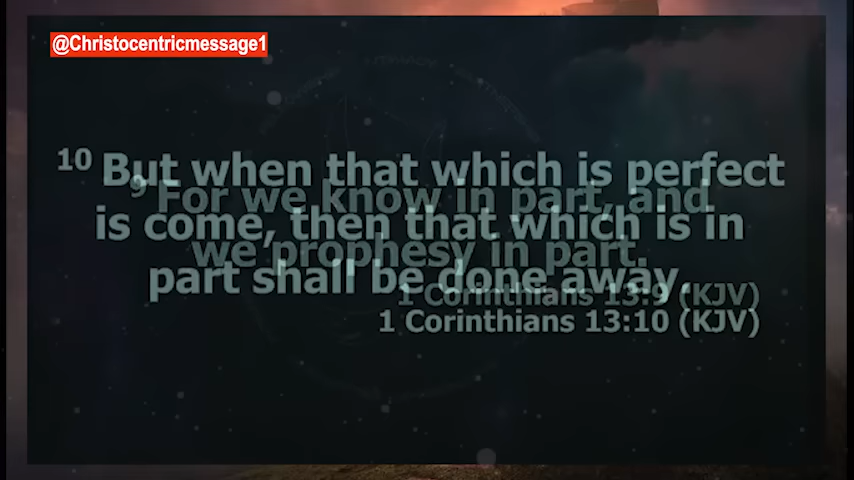 @Christocentricmessage1
10 But when that which is perfect
is come, then that which is in
part shall be done away.
1 Corinthians 13:10 (KJV)
9 For we know in part, and
we prophesy in part.
1 Corinthians 13:9 (KJV)